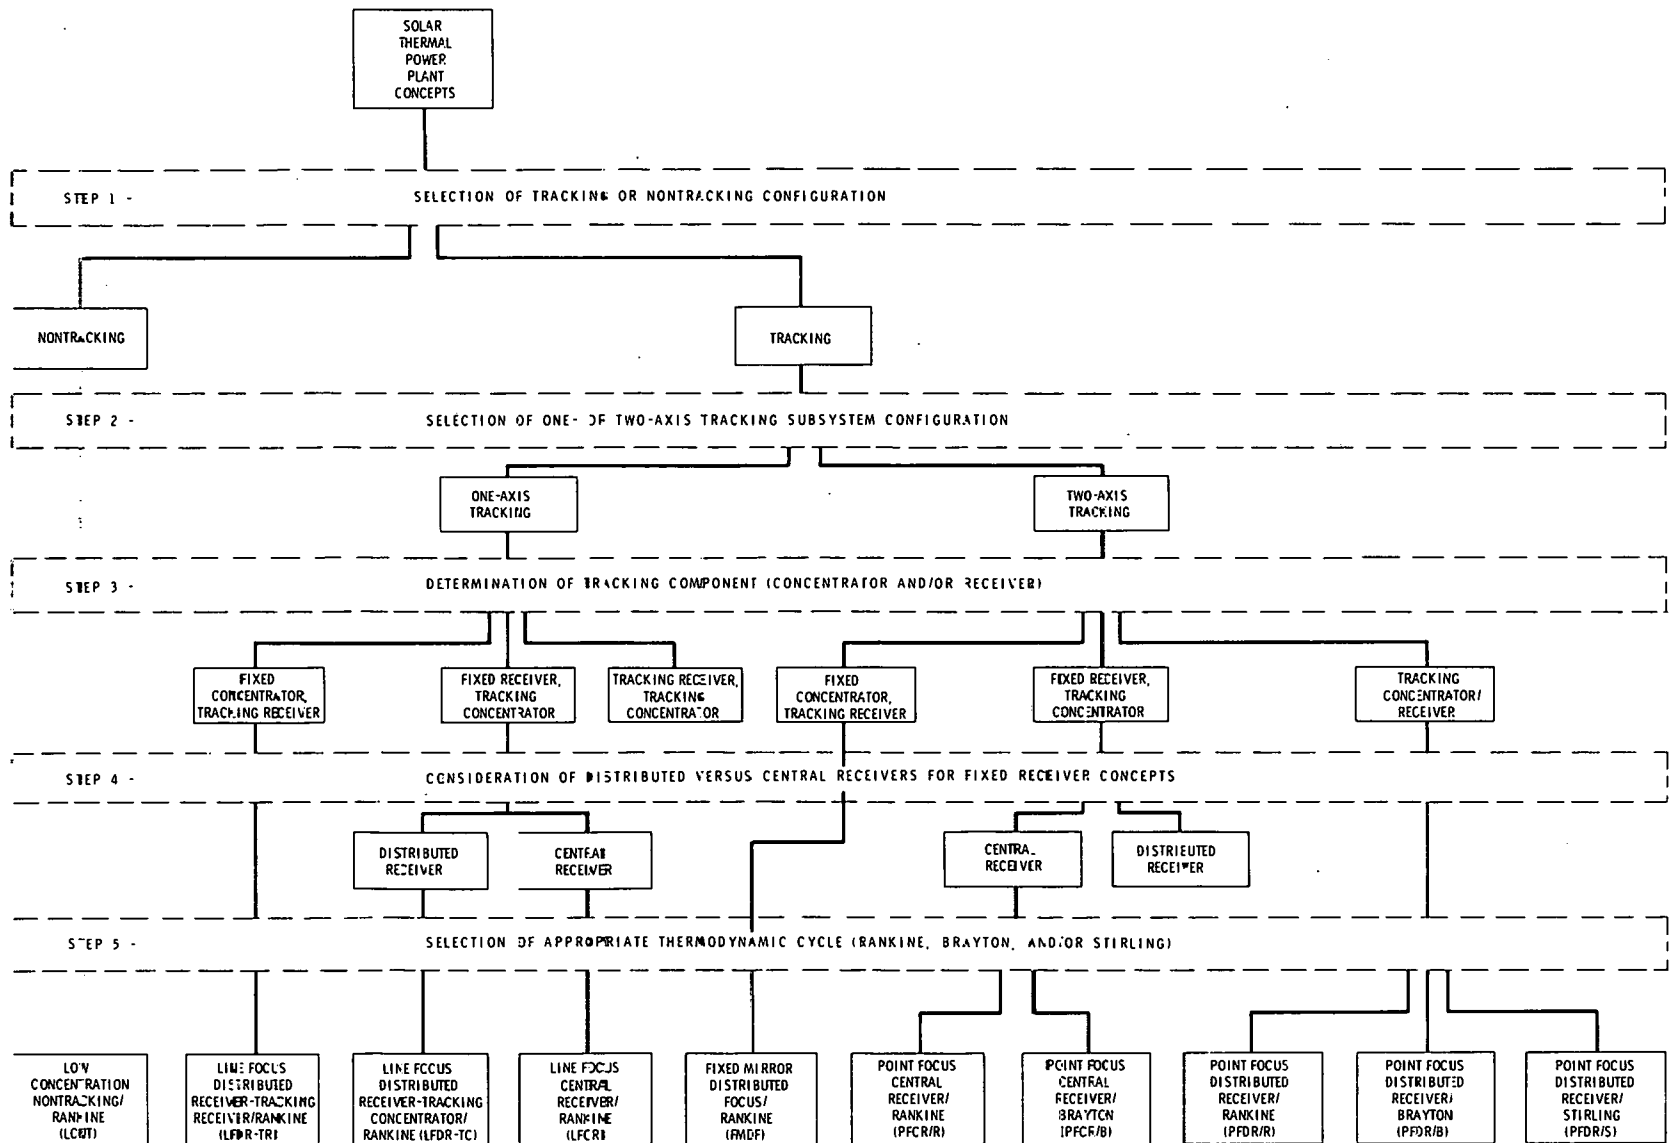 SOLAR
THERMAL
POWER
PLANT
CONCEPTS
STEP 1 - SELECTION OF TRACKING OR NONTRACKING CONFIGURATION
NONTRACKING
TRACKING
STEP 2 - SELECTION OF ONE- OF TWO-AXIS TRACKING SUBSYSTEM CONFIGURATION
ONE-AXIS
TRACKING
TWO-AXIS
TRACKING
STEP 3 - DETERMINATION OF TRACKING COMPONENT (CONCENTRATOR AND/OR RECEIVER)
FIXED
CONCENTRATOR,
TRACKING RECEIVER
FIXED RECEIVER,
TRACKING
CONCENTRATOR
TRACKING RECEIVER,
TRACKING
CONCENTRATOR
FIXED
CONCENTRATOR,
TRACKING RECEIVER
FIXED RECEIVER,
TRACKING
CONCENTRATOR
TRACKING
CONCENTRATOR/
RECEIVER
STEP 4 - CONSIDERATION OF DISTRIBUTED VERSUS CENTRAL RECEIVERS FOR FIXED RECEIVER CONCEPTS
DISTRIBUTED
RECEIVER
CENTRAL
RECEIVER
CENTRAL
RECEIVER
DISTRIBUTED
RECEIVER
STEP 5 - SELECTION OF APPROPRIATE THERMODYNAMIC CYCLE (RANKINE, BRAYTON, AND/OR STIRLING)
LOW
CONCENTRATION
NONTRACKING/
RANKINE
(LCNT)
LINE FOCUS
DISTRIBUTED
RECEIVER-TRACKING
RECEIVER/RANKINE
(LFDR-TR)
LINE FOCUS
DISTRIBUTED
RECEIVER-TRACKING
CONCENTRATOR/
RANKINE (LFDR-TC)
LINE FOCUS
CENTRAL
RECEIVER/
RANKINE
(LFCR)
FIXED MIRROR
DISTRIBUTED
FOCUS/
RANKINE
(FMDF)
POINT FOCUS
CENTRAL
RECEIVER/
RANKINE
(PFCR/R)
POINT FOCUS
CENTRAL
RECEIVER/
BRAYTON
(PFCR/B)
POINT FOCUS
DISTRIBUTED
RECEIVER/
RANKINE
(PFDR/R)
POINT FOCUS
DISTRIBUTED
RECEIVER/
BRAYTON
(PFDR/B)
POINT FOCUS
DISTRIBUTED
RECEIVER/
STIRLING
(PFDR/S)